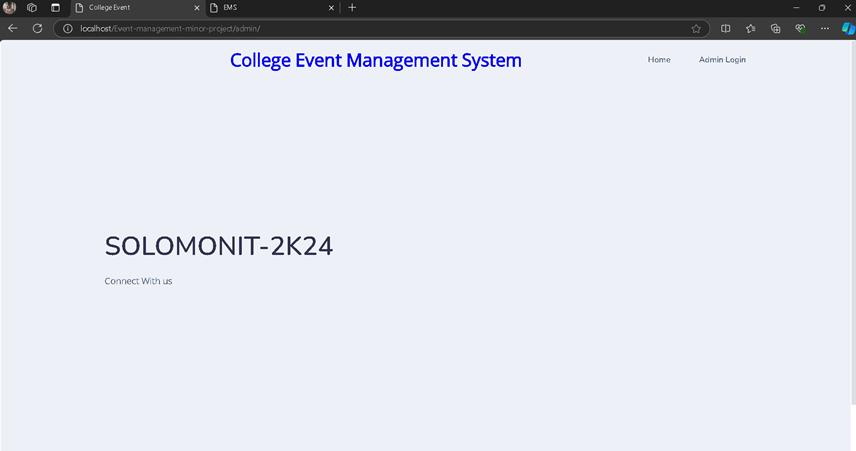 College Event
EMS
localhost/Event-management-minor-project/admin/
College Event Management System
Home
Admin Login
SOLOMONIT-2K24
Connect With us